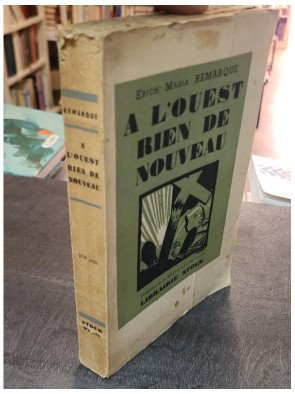 ERICH MARIA REMARQUE
A L'OUEST
RIEN DE
NOUVEAU
LIBRAIRIE STOCK
REMARQUE
A
L'OUEST
RIEN DE
NOUVEAU
STOCK